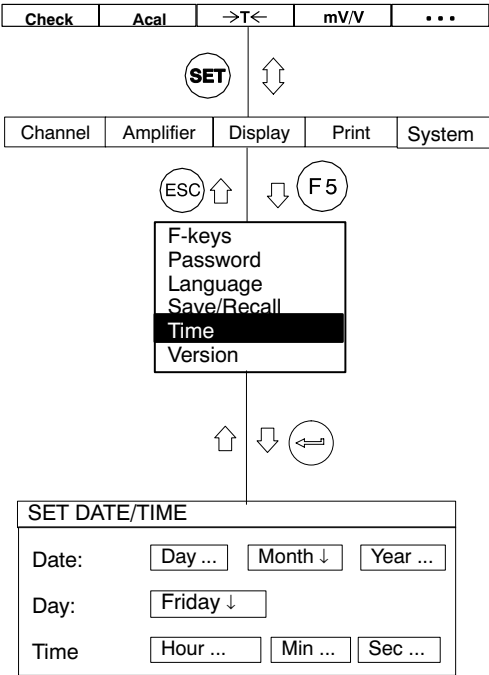 Check Acal →T← mV/V • • •
SET
Channel Amplifier Display Print System
ESC F5
F-keys
Password
Language
Save/Recall
Time
Version
SET DATE/TIME
Date: Day ... Month ↓ Year ...
Day: Friday ↓
Time Hour ... Min ... Sec ...